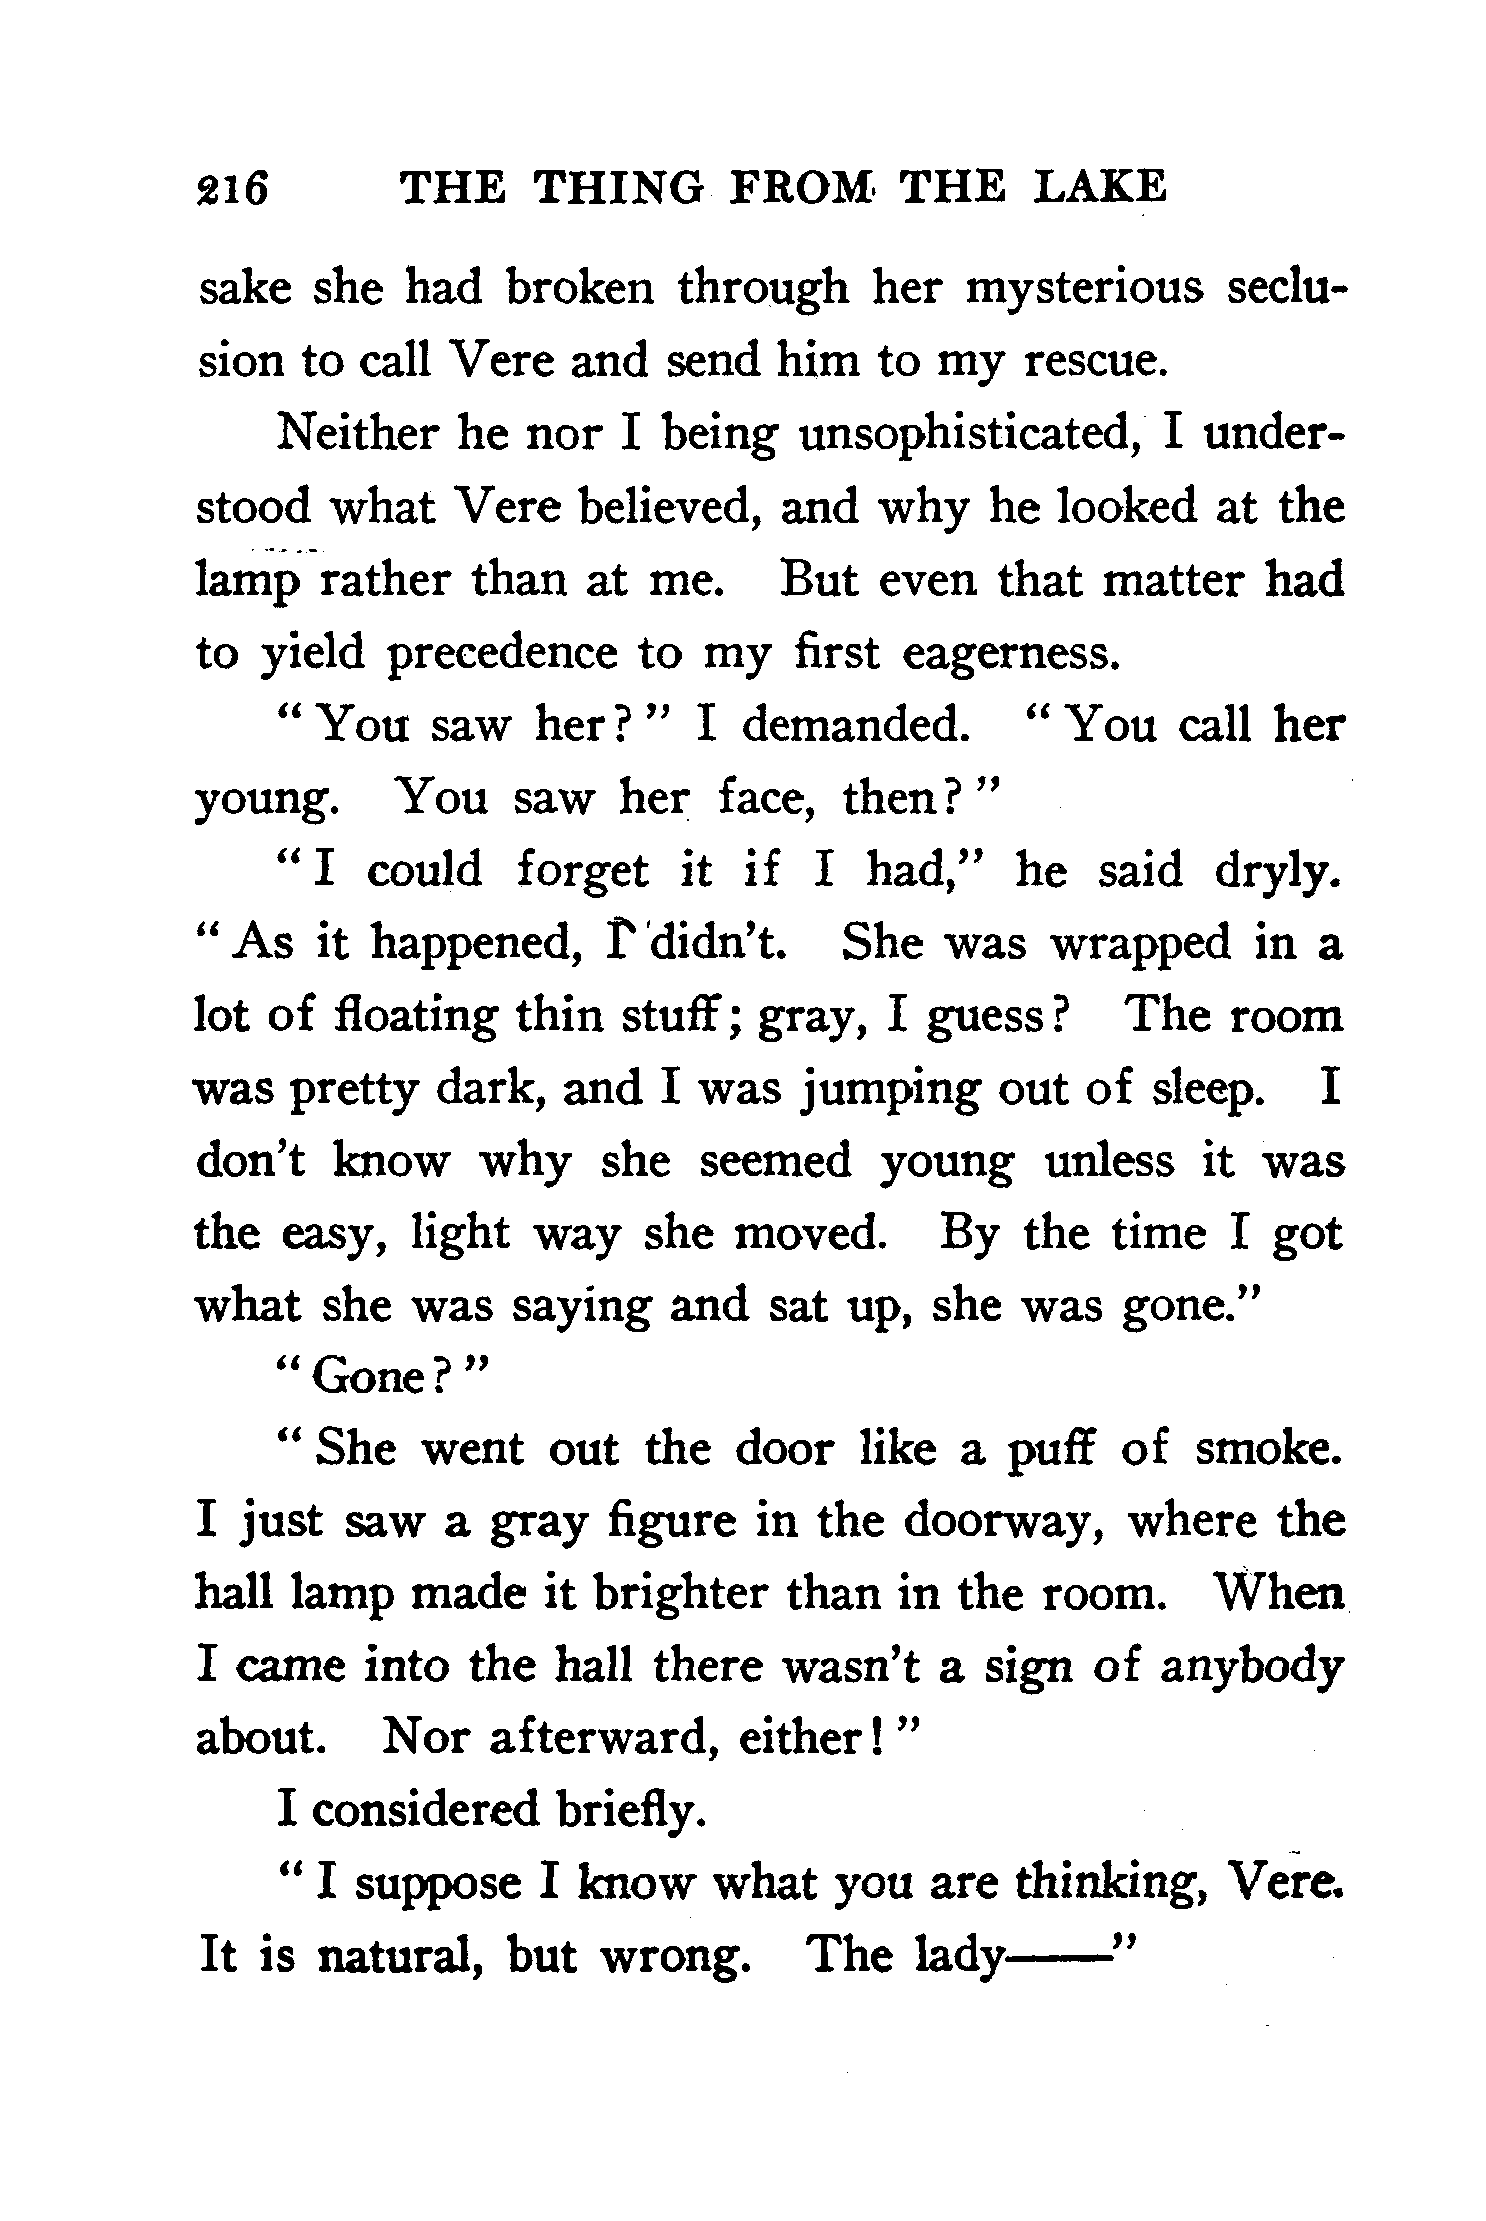 216 THE THING FROM THE LAKE
sake she had broken through her mysterious seclu-
sion to call Vere and send him to my rescue.
Neither he nor I being unsophisticated, I under-
stood what Vere believed, and why he looked at the
lamp rather than at me. But even that matter had
to yield precedence to my first eagerness.
“ You saw her? ” I demanded. “ You call her
young. You saw her face, then? ”
“ I could forget it if I had,” he said dryly.
“ As it happened, I didn't. She was wrapped in a
lot of floating thin stuff; gray, I guess? The room
was pretty dark, and I was jumping out of sleep. I
don't know why she seemed young unless it was
the easy, light way she moved. By the time I got
what she was saying and sat up, she was gone.”
“ Gone? ”
“ She went out the door like a puff of smoke.
I just saw a gray figure in the doorway, where the
hall lamp made it brighter than in the room. When
I came into the hall there wasn't a sign of anybody
about. Nor afterward, either! ”
I considered briefly.
“ I suppose I know what you are thinking, Vere.
It is natural, but wrong. The lady——”